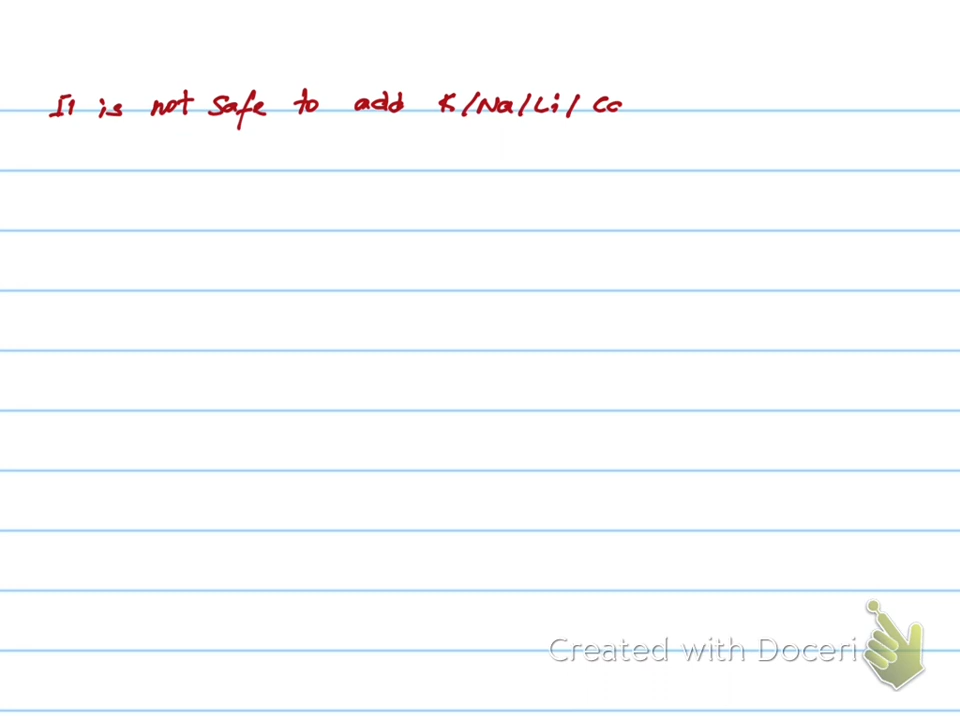 It is not safe to add K/Na/Li/ Ca
Created with Doceri